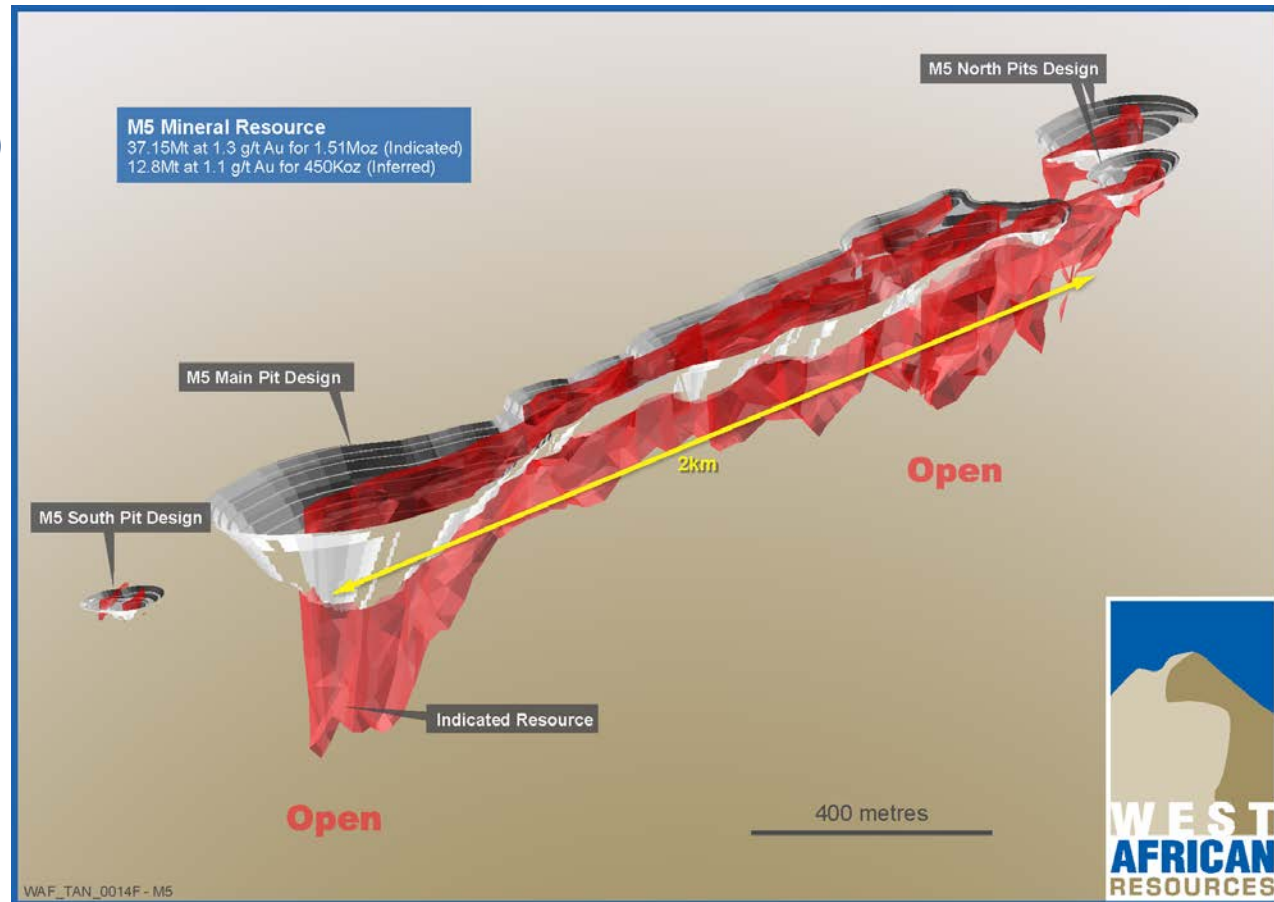 M5 North Pits Design
M5 Mineral Resource
37.15Mt at 1.3 g/t Au for 1.51Moz (Indicated)
12.8Mt at 1.1 g/t Au for 450Koz (Inferred)
M5 Main Pit Design
2km
Open
M5 South Pit Design
Indicated Resource
Open
400 metres
WEST
AFRICAN
RESOURCES
WAF_TAN_0014F - M5